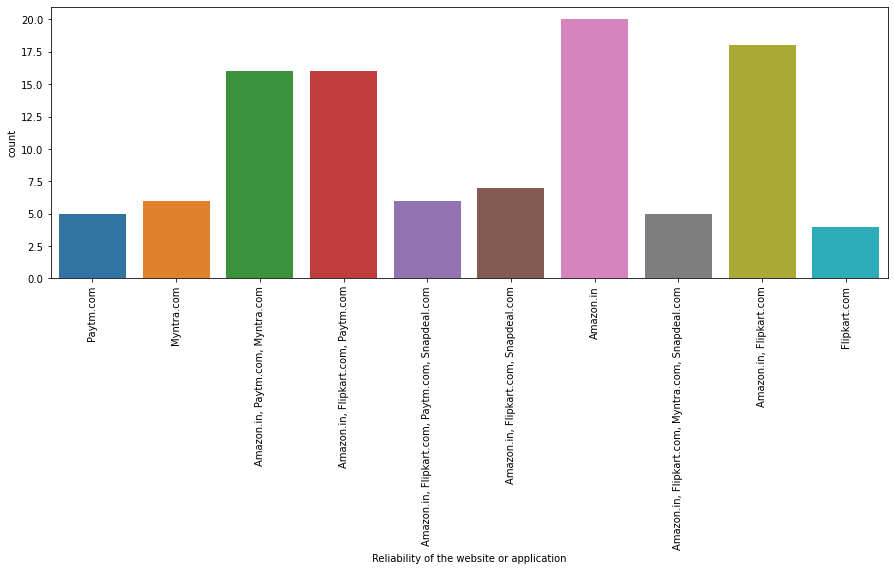 20.0
17.5
15.0
12.5
10.0
7.5
5.0
2.5
0.0
count
Paytm.com
Myntra.com
Amazon.in, Paytm.com, Myntra.com
Amazon.in, Flipkart.com, Paytm.com
Amazon.in, Flipkart.com, Paytm.com, Snapdeal.com
Amazon.in, Flipkart.com, Snapdeal.com
Amazon.in
Amazon.in, Flipkart.com, Myntra.com, Snapdeal.com
Amazon.in, Flipkart.com
Flipkart.com
Reliability of the website or application